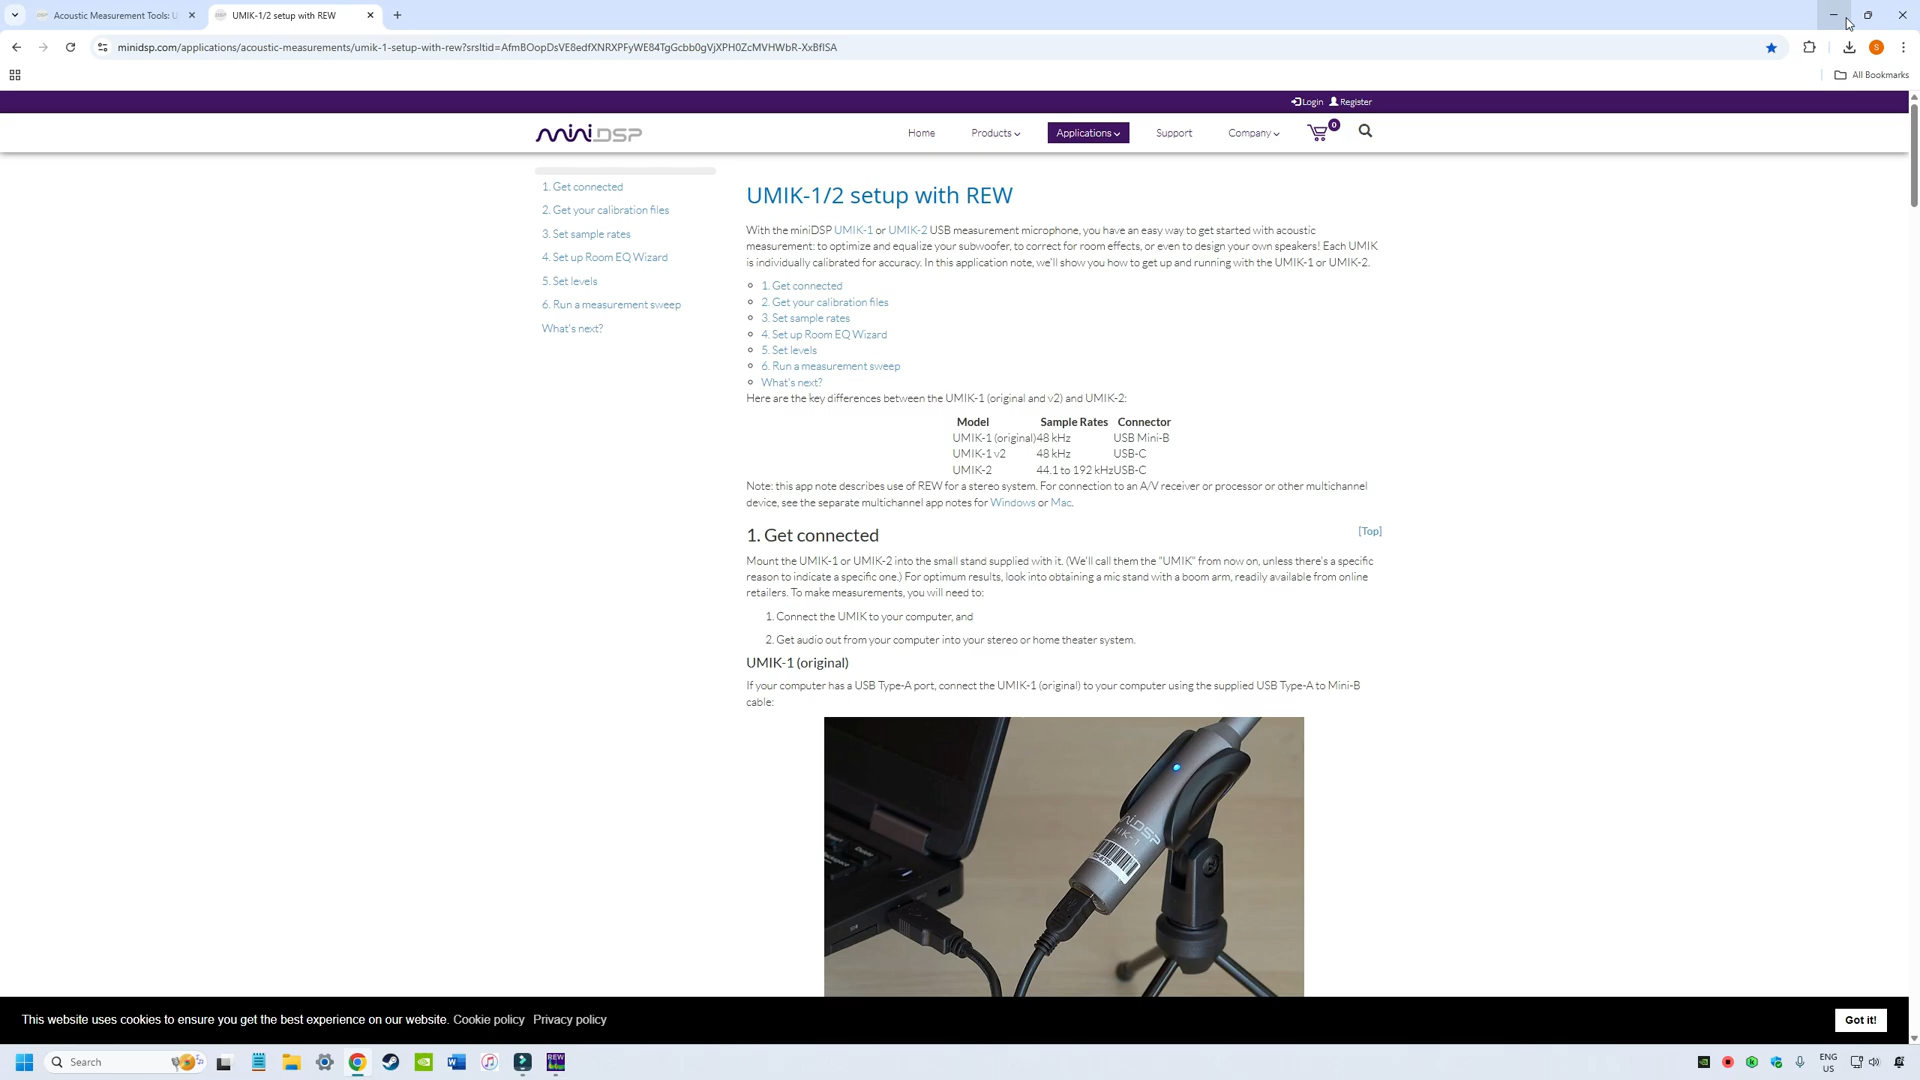 Acoustic Measurement Tools: U
UMIK-1/2 setup with REW
minidsp.com/applications/acoustic-measurements/umik-1-setup-with-rew?srsltid=AfmBOopDsVE8edfXNRXPFyWE84TgGcbb0gVjXPH0ZcMVHWbR-XxBfISA
S
All Bookmarks
Login Register
miniDSP
Home Products Applications Support Company 0
1. Get connected
2. Get your calibration files
3. Set sample rates
4. Set up Room EQ Wizard
5. Set levels
6. Run a measurement sweep
What's next?
UMIK-1/2 setup with REW
With the miniDSP UMIK-1 or UMIK-2 USB measurement microphone, you have an easy way to get started with acoustic
measurement: to optimize and equalize your subwoofer, to correct for room effects, or even to design your own speakers! Each UMIK
is individually calibrated for accuracy. In this application note, we'll show you how to get up and running with the UMIK-1 or UMIK-2.
1. Get connected
2. Get your calibration files
3. Set sample rates
4. Set up Room EQ Wizard
5. Set levels
6. Run a measurement sweep
What's next?
Here are the key differences between the UMIK-1 (original and v2) and UMIK-2:
Model Sample Rates Connector
UMIK-1 (original) 48 kHz USB Mini-B
UMIK-1 v2 48 kHz USB-C
UMIK-2 44.1 to 192 kHz USB-C
Note: this app note describes use of REW for a stereo system. For connection to an A/V receiver or processor or other multichannel
device, see the separate multichannel app notes for Windows or Mac.
1. Get connected [Top]
Mount the UMIK-1 or UMIK-2 into the small stand supplied with it. (We'll call them the "UMIK" from now on, unless there's a specific
reason to indicate a specific one.) For optimum results, look into obtaining a mic stand with a boom arm, readily available from online
retailers. To make measurements, you will need to:
1. Connect the UMIK to your computer, and
2. Get audio out from your computer into your stereo or home theater system.
UMIK-1 (original)
If your computer has a USB Type-A port, connect the UMIK-1 (original) to your computer using the supplied USB Type-A to Mini-B
cable:
miniDSP
UMIK-1
This website uses cookies to ensure you get the best experience on our website. Cookie policy Privacy policy
Got it!
Search
REW
ENG
US